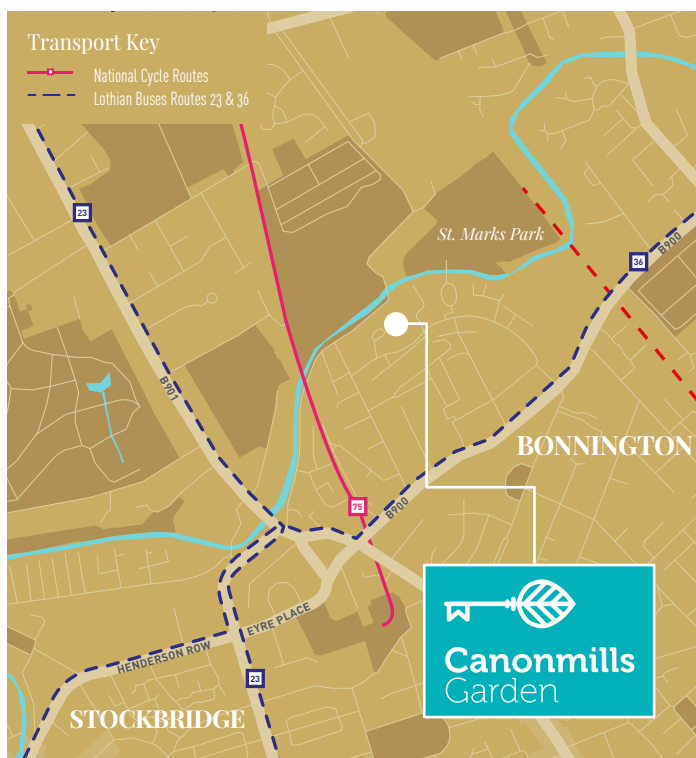 Transport Key
National Cycle Routes
Lothian Buses Routes 23 & 36
23
St. Marks Park
B900
36
B901
BONNINGTON
75
B900
EYRE PLACE
HENDERSON ROW
23
STOCKBRIDGE
Canonmills
Garden